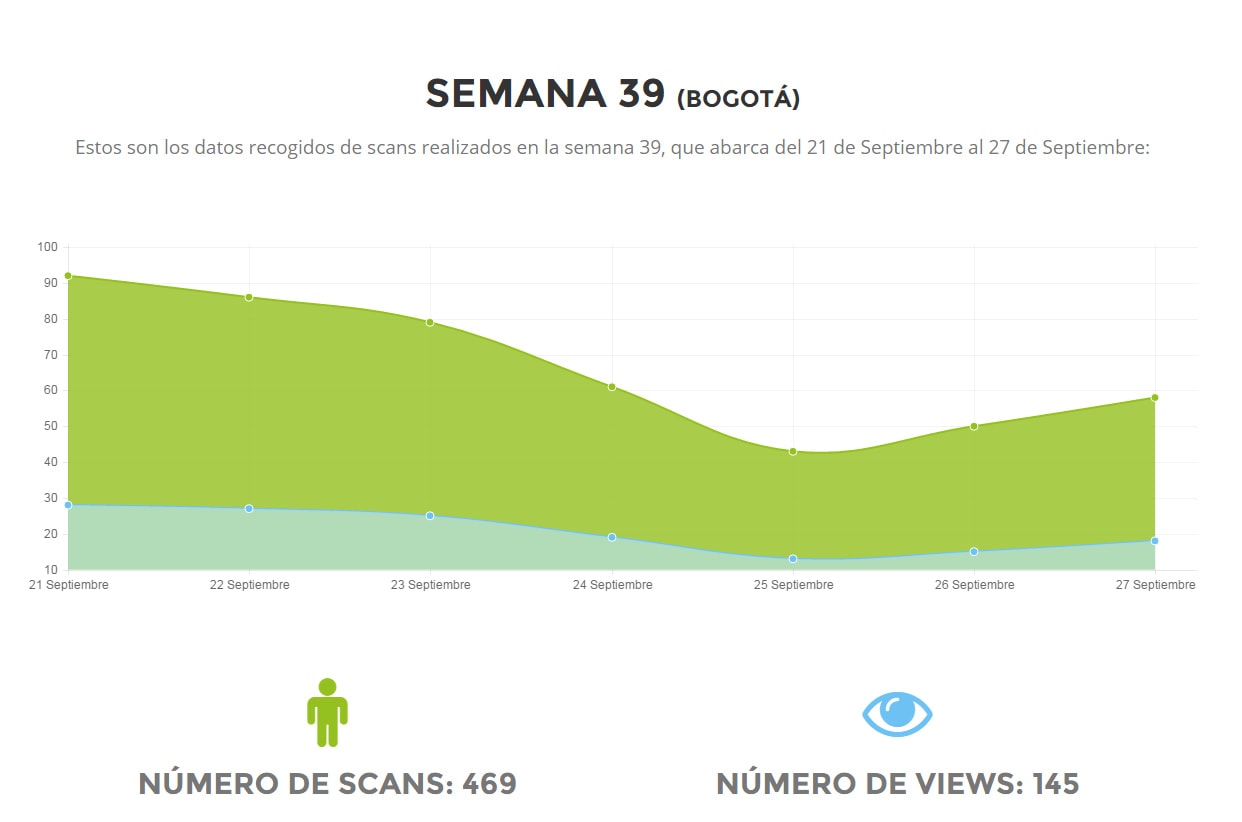 SEMANA 39 (BOGOTÁ)
Estos son los datos recogidos de scans realizados en la semana 39, que abarca del 21 de Septiembre al 27 de Septiembre:
100
90
80
70
60
50
40
30
20
10
21 Septiembre 22 Septiembre 23 Septiembre 24 Septiembre 25 Septiembre 26 Septiembre 27 Septiembre
NÚMERO DE SCANS: 469 NÚMERO DE VIEWS: 145